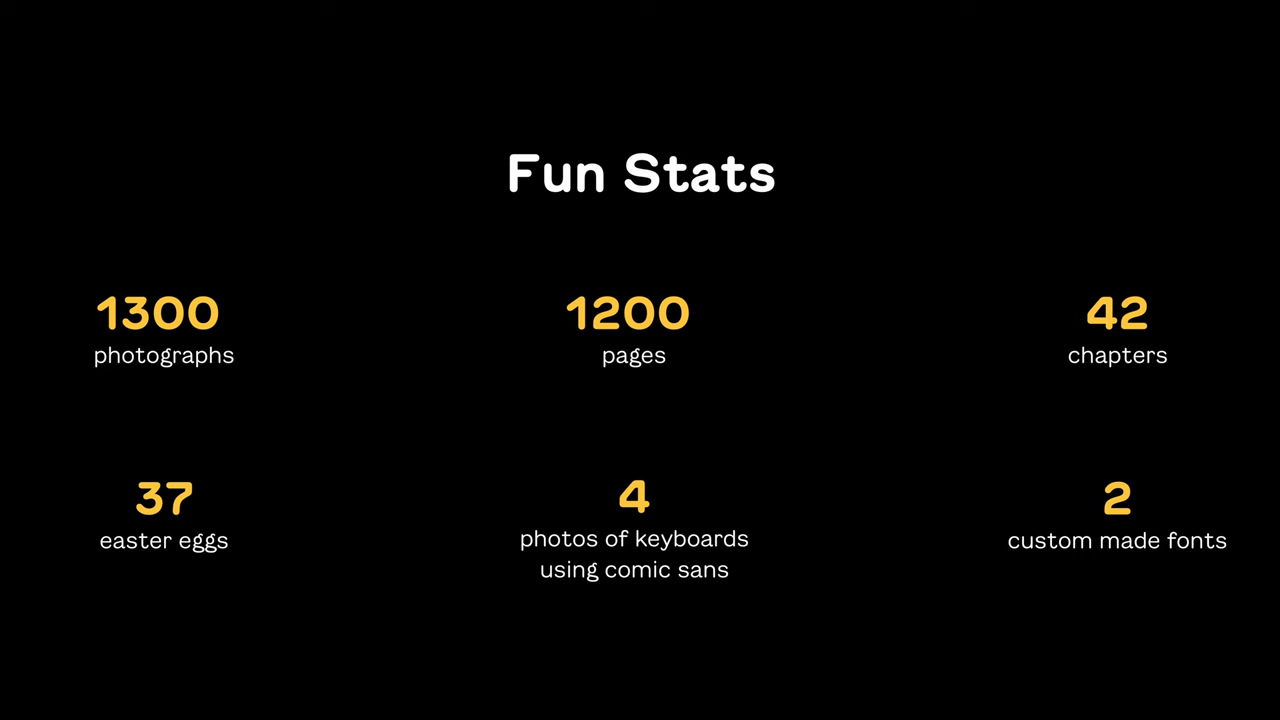 Fun Stats
1300
photographs
1200
pages
42
chapters
37
easter eggs
4
photos of keyboards
using comic sans
2
custom made fonts